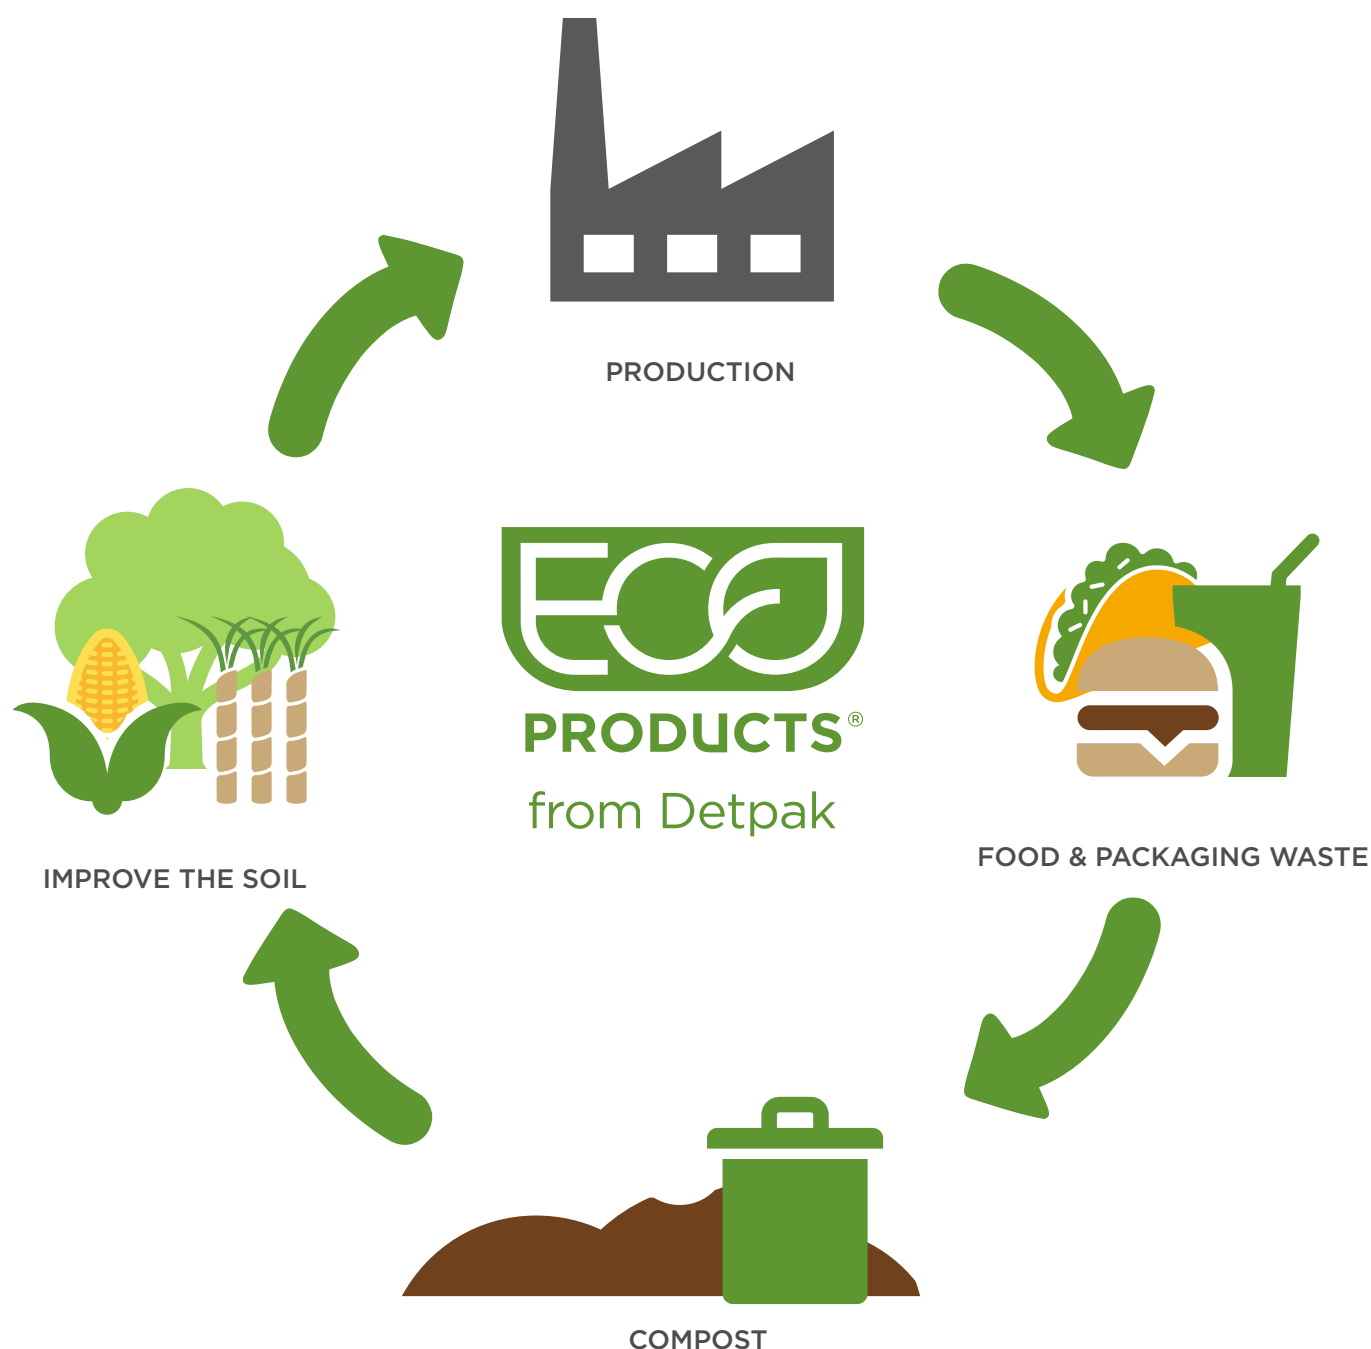 PRODUCTION
ECO
PRODUCTS®
from Detpak
FOOD & PACKAGING WASTE
IMPROVE THE SOIL
COMPOST